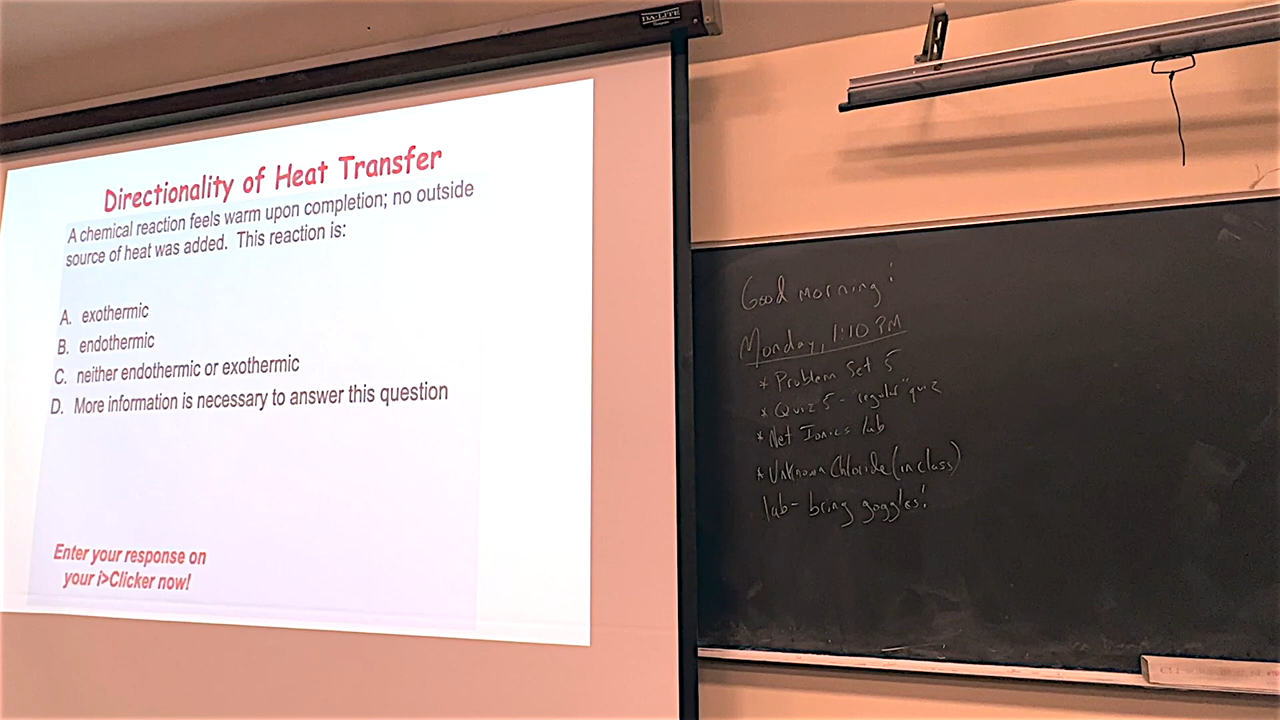 DA-LITE
Directionality of Heat Transfer
A chemical reaction feels warm upon completion; no outside
source of heat was added. This reaction is:
A. exothermic
B. endothermic
C. neither endothermic or exothermic
D. More information is necessary to answer this question
Enter your response on
your i>Clicker now!
Good morning!
Monday, 1:10 PM
* Problem Set 5
* Quiz 5 - "regular" quiz
* Net Ionics lab
* Unknown Chloride (in class)
lab - bring goggles!